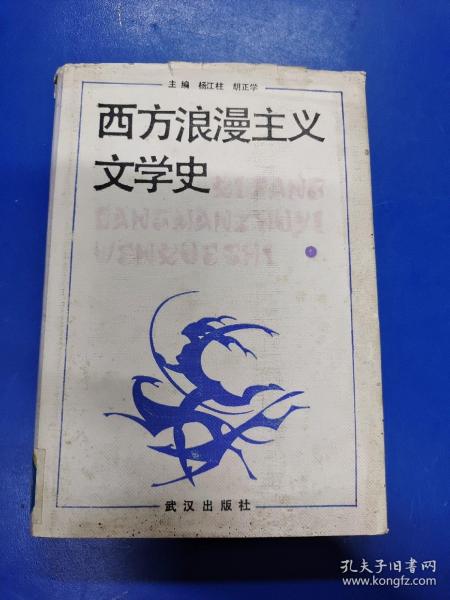 主编 杨江柱 胡正学
西方浪漫主义
文学史
武汉出版社
孔夫子旧书网
www.kongfz.com